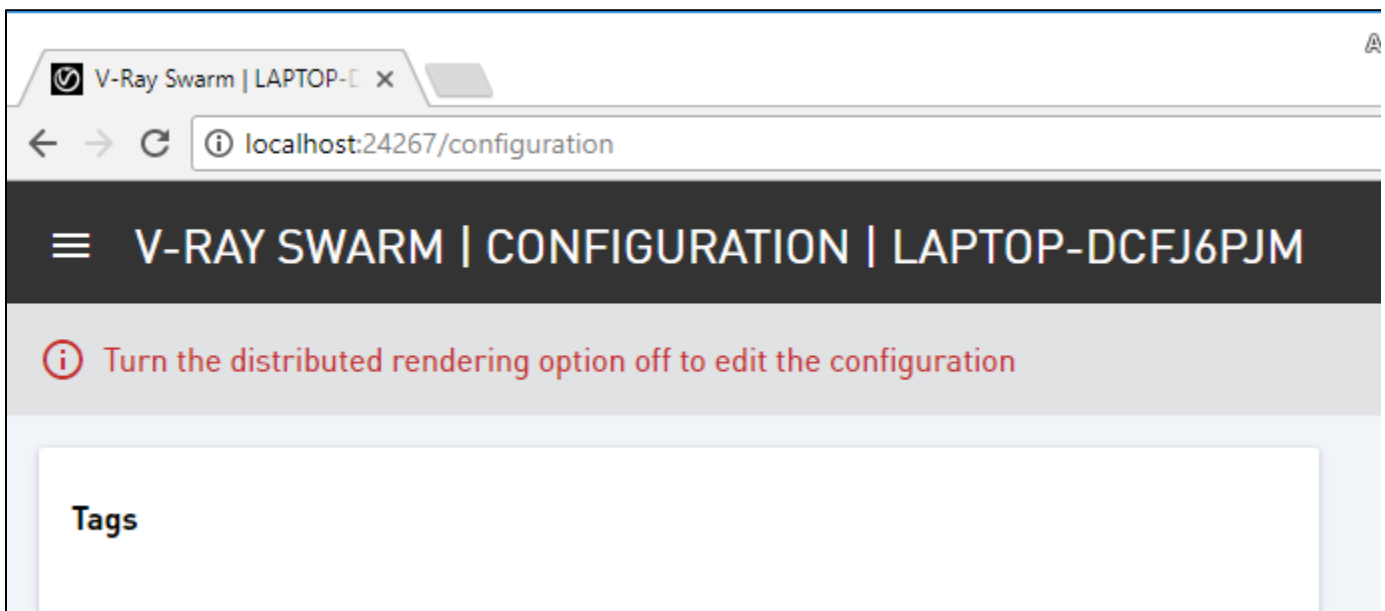 V-Ray Swarm | LAPTOP-D
localhost:24267/configuration
V-RAY SWARM | CONFIGURATION | LAPTOP-DCFJ6PJM
Turn the distributed rendering option off to edit the configuration
Tags